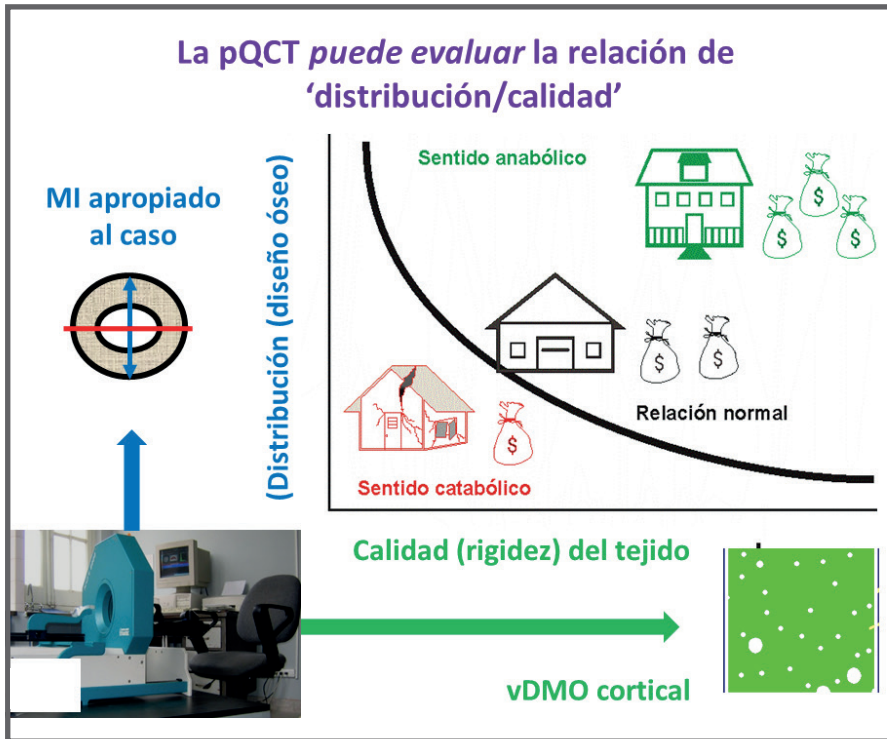 La pQCT puede evaluar la relación de
‘distribución/calidad’
MI apropiado
al caso
(Distribución (diseño óseo)
Sentido anabólico
$
$
$
$
$
Relación normal
$
Sentido catabólico
Calidad (rigidez) del tejido
vDMO cortical